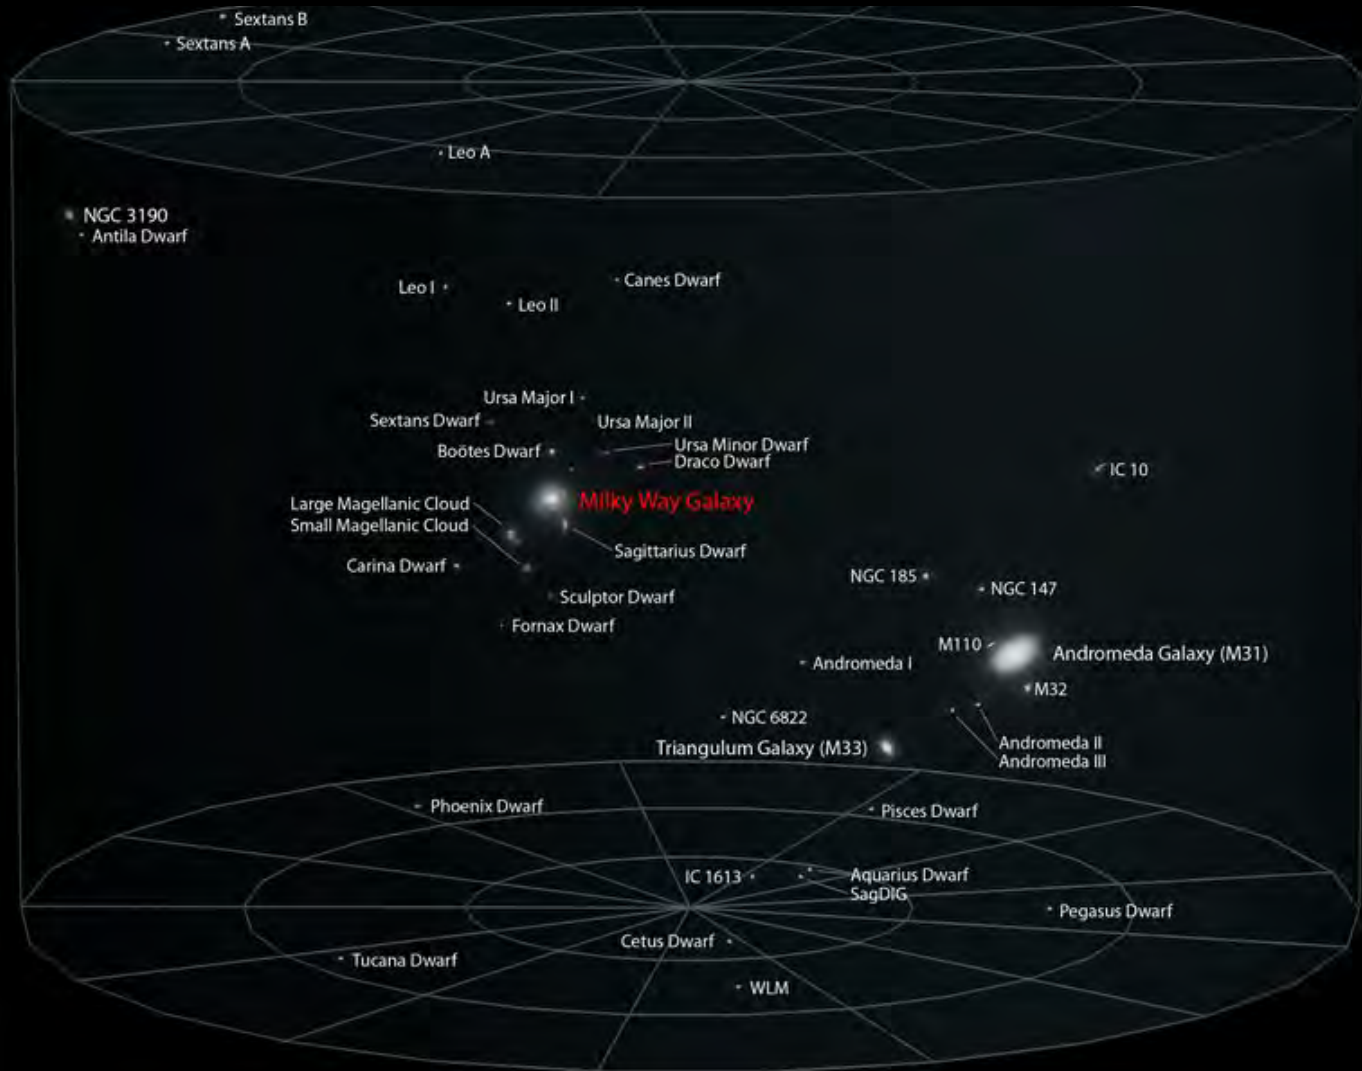 Sextans B
Sextans A
Leo A
NGC 3190
Antila Dwarf
Canes Dwarf
Leo I
Leo II
Ursa Major I
Sextans Dwarf
Ursa Major II
Ursa Minor Dwarf
Boötes Dwarf
Draco Dwarf
IC 10
Milky Way Galaxy
Large Magellanic Cloud
Small Magellanic Cloud
Sagittarius Dwarf
Carina Dwarf
NGC 185
NGC 147
Sculptor Dwarf
Fornax Dwarf
M110
Andromeda Galaxy (M31)
Andromeda I
M32
NGC 6822
Andromeda II
Triangulum Galaxy (M33)
Andromeda III
Phoenix Dwarf
Pisces Dwarf
IC 1613
Aquarius Dwarf
SagDIG
Pegasus Dwarf
Cetus Dwarf
Tucana Dwarf
WLM